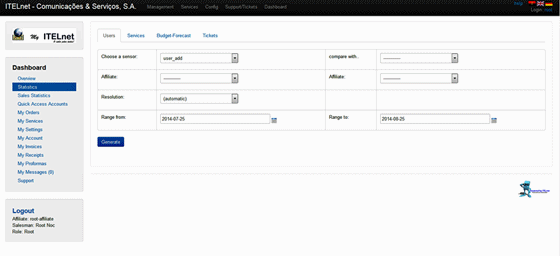 ITELnet - Comunicações & Serviços, S.A.
Management Services Config Support/Tickets Dashboard
Help
Login: root
My ITELnet
Dashboard
Overview
Statistics
Sales Statistics
Quick Access Accounts
My Orders
My Services
My Settings
My Account
My Invoices
My Receipts
My Proformas
My Messages (0)
Support
Logout
Affiliate: root-affiliate
Salesman: Root Noc
Role: Root
Users Services Budget-Forecast Tickets
Choose a sensor: user_add compare with. ----------
Affiliate: ---------- Affiliate: ----------
Resolution: (automatic)
Range from: 2014-07-25 Range to: 2014-08-25
Generate